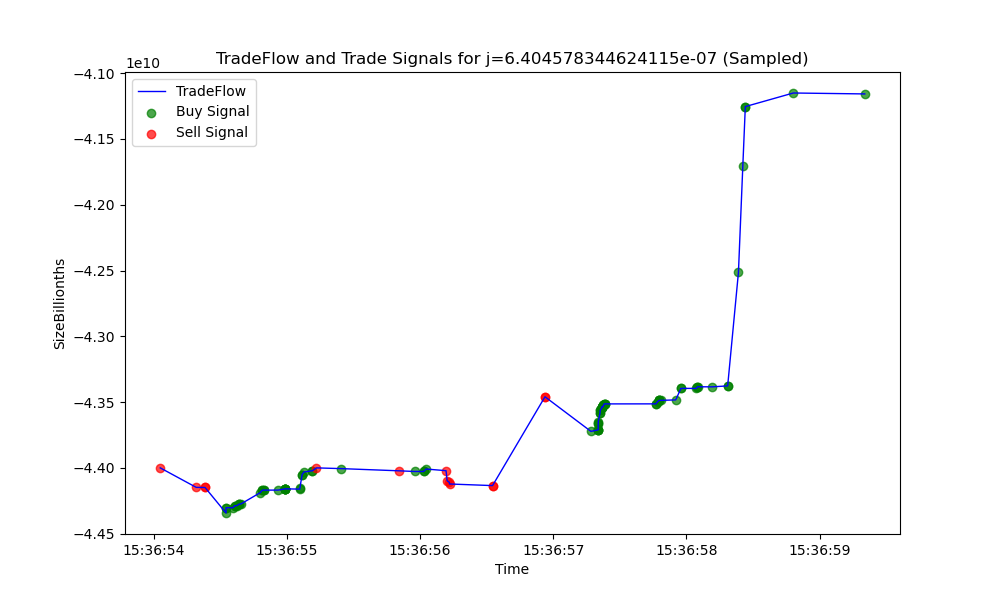 TradeFlow and Trade Signals for j=6.404578344624115e-07 (Sampled)
1e10
TradeFlow
Buy Signal
Sell Signal
−4.10
−4.15
−4.20
−4.25
−4.30
−4.35
−4.40
−4.45
SizeBillionths
15:36:54 15:36:55 15:36:56 15:36:57 15:36:58 15:36:59
Time